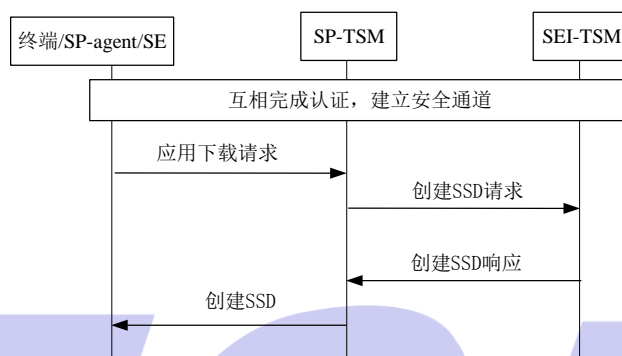 终端/SP-agent/SE
SP-TSM
SEI-TSM
互相完成认证，建立安全通道
应用下载请求
创建SSD请求
创建SSD响应
创建SSD